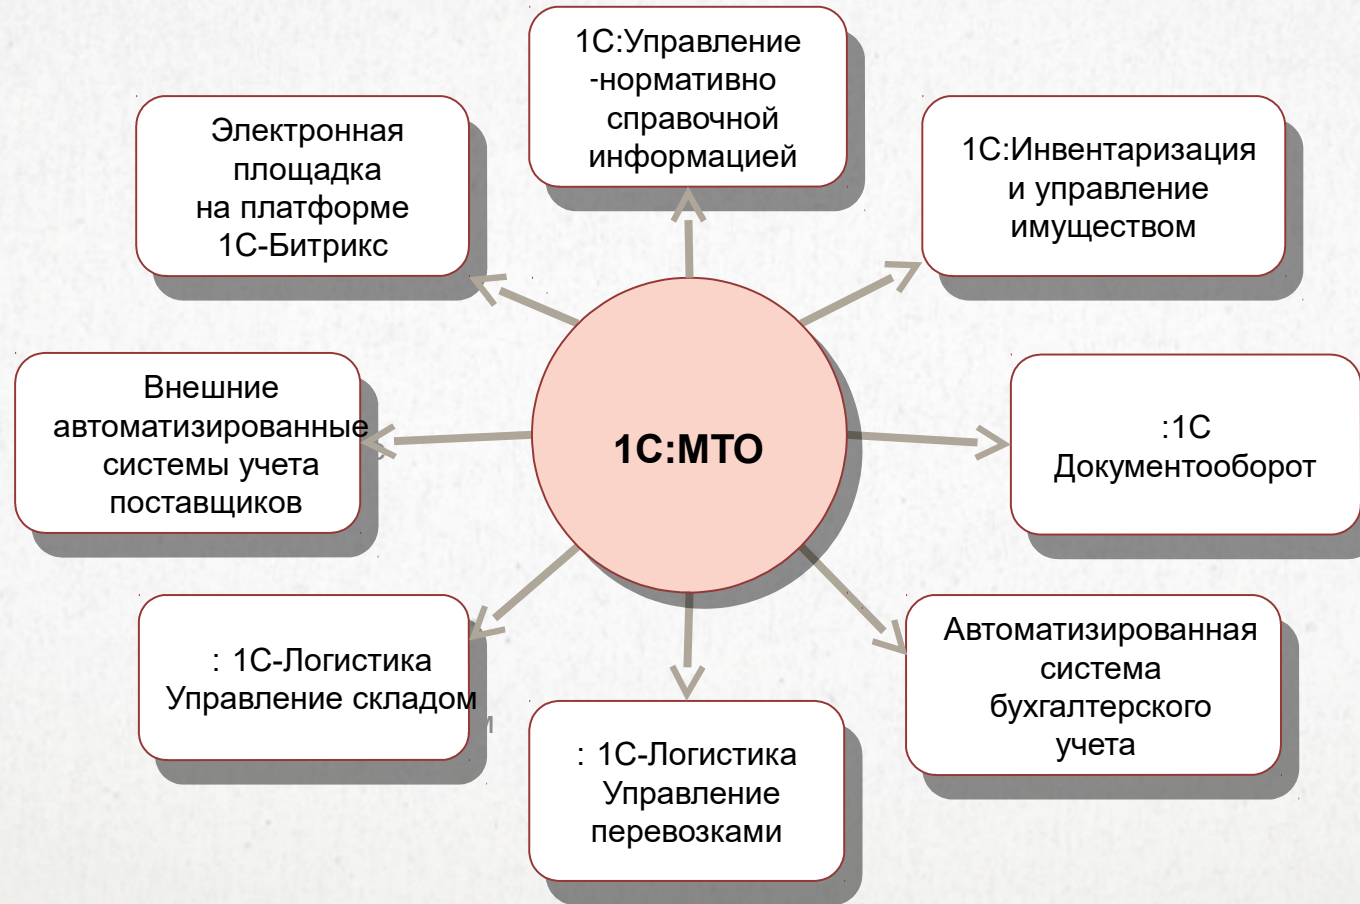 1С:Управление
-нормативно
справочной
информацией
Электронная
площадка
на платформе
1С-Битрикс
1С:Инвентаризация
и управление
имуществом
Внешние
автоматизированные
системы учета
поставщиков
1С:МТО
:1С
Документооборот
: 1С-Логистика
Управление складом
: 1С-Логистика
Управление
перевозками
Автоматизированная
система
бухгалтерского
учета